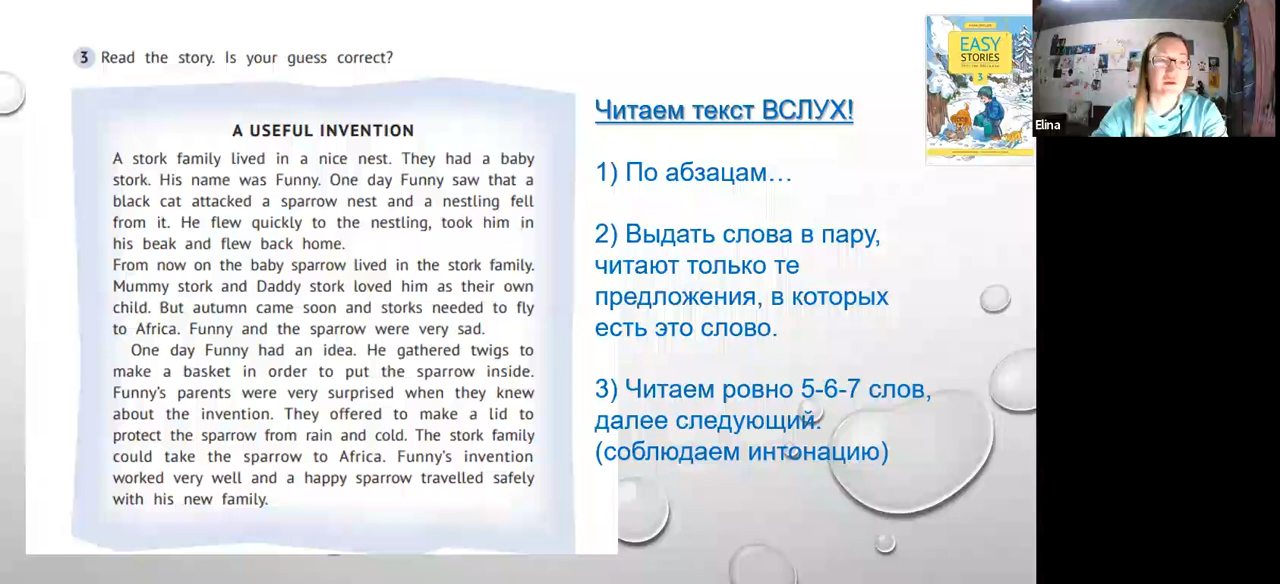 3 Read the story. Is your guess correct?
A USEFUL INVENTION
A stork family lived in a nice nest. They had a baby
stork. His name was Funny. One day Funny saw that a
black cat attacked a sparrow nest and a nestling fell
from it. He flew quickly to the nestling, took him in
his beak and flew back home.
From now on the baby sparrow lived in the stork family.
Mummy stork and Daddy stork loved him as their own
child. But autumn came soon and storks needed to fly
to Africa. Funny and the sparrow were very sad.
One day Funny had an idea. He gathered twigs to
make a basket in order to put the sparrow inside.
Funny's parents were very surprised when they knew
about the invention. They offered to make a lid to
protect the sparrow from rain and cold. The stork family
could take the sparrow to Africa. Funny's invention
worked very well and a happy sparrow travelled safely
with his new family.
Читаем текст ВСЛУХ!
1) По абзацам…
2) Выдать слова в пару,
читают только те
предложения, в которых
есть это слово.
3) Читаем ровно 5-6-7 слов,
далее следующий.
(соблюдаем интонацию)
EASY
STORIES
3
Elina